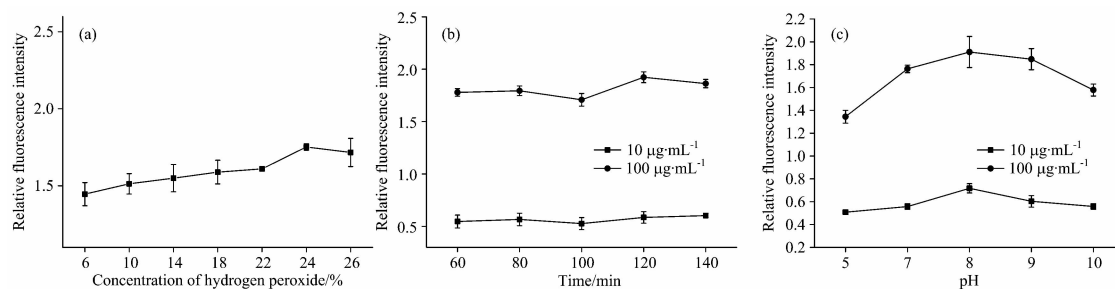 (a)
Relative fluorescence intensity
2.5
2.0
1.5
6 10 14 18 22 24 26
Concentration of hydrogen peroxide/%
(b)
Relative fluorescence intensity
2.5
2.0
1.5
1.0
0.5
10 μg·mL⁻¹
100 μg·mL⁻¹
60 80 100 120 140
Time/min
(c)
Relative fluorescence intensity
2.2
2.0
1.8
1.6
1.4
1.2
1.0
0.8
0.6
0.4
0.2
10 μg·mL⁻¹
100 μg·mL⁻¹
5 7 8 9 10
pH